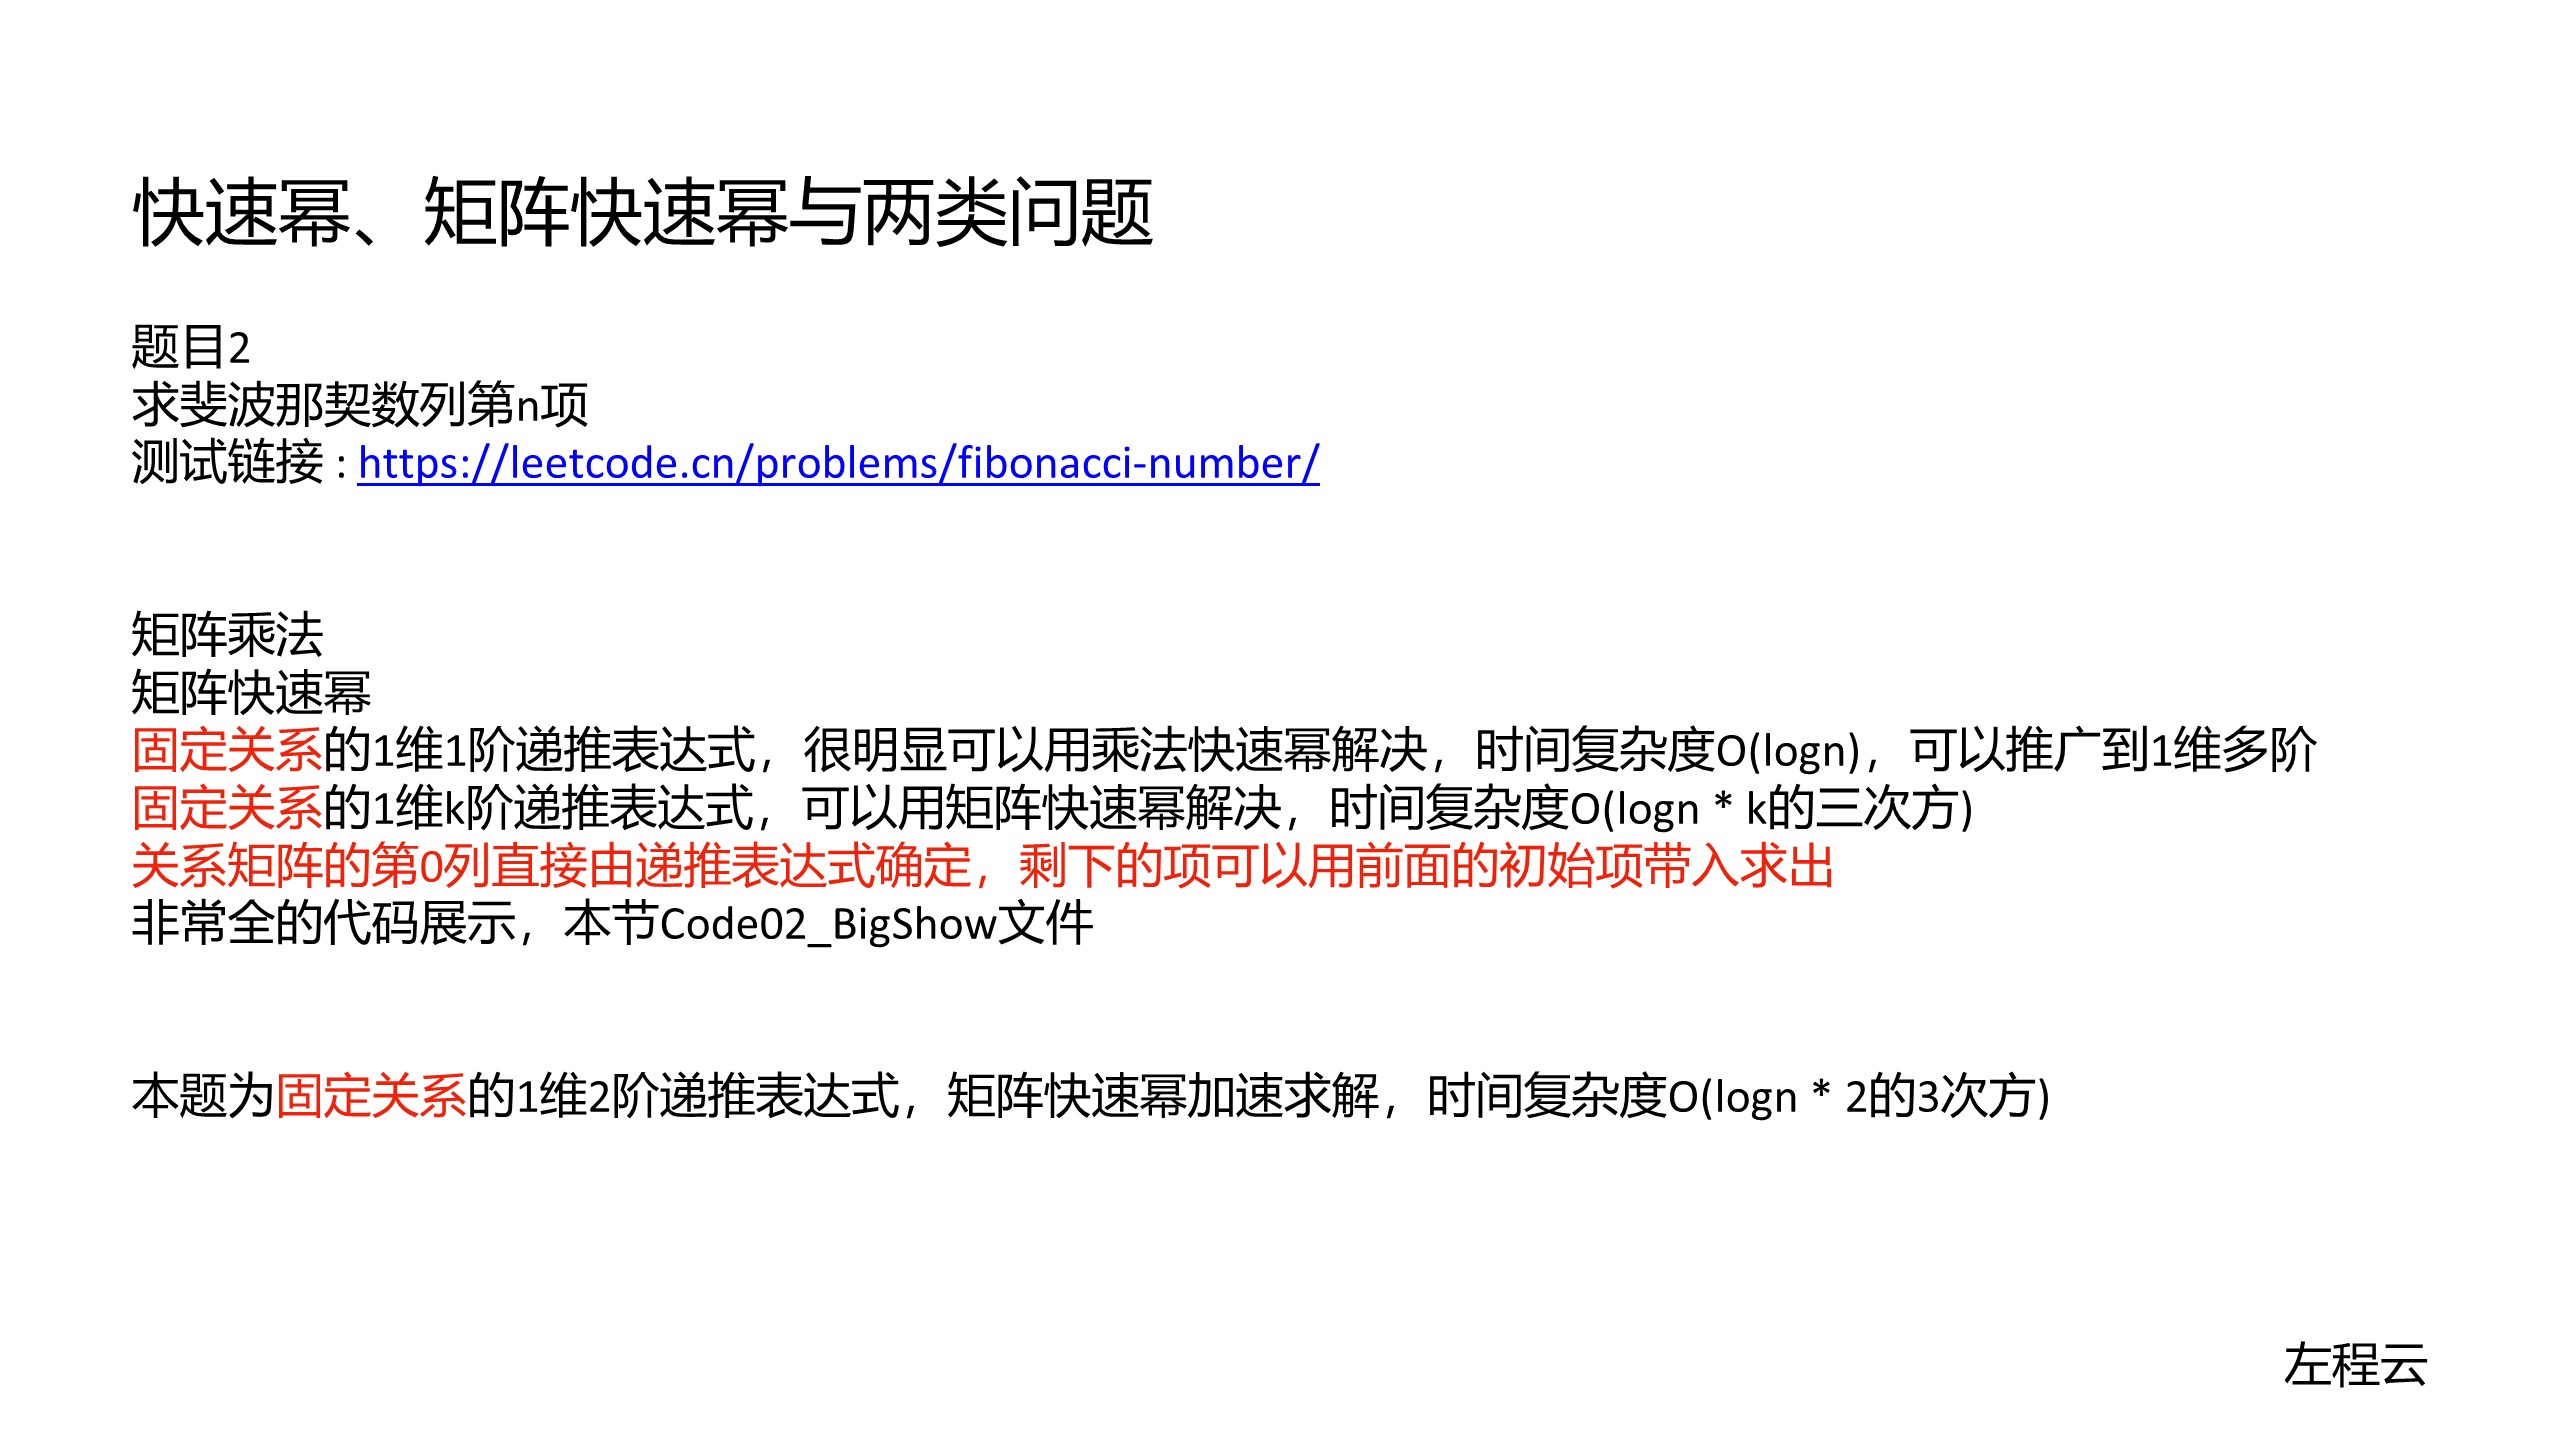 快速幂、矩阵快速幂与两类问题
题目2
求斐波那契数列第n项
测试链接 : https://leetcode.cn/problems/fibonacci-number/
矩阵乘法
矩阵快速幂
固定关系的1维1阶递推表达式，很明显可以用乘法快速幂解决，时间复杂度O(logn)，可以推广到1维多阶
固定关系的1维k阶递推表达式，可以用矩阵快速幂解决，时间复杂度O(logn * k的三次方)
关系矩阵的第0列直接由递推表达式确定，剩下的项可以用前面的初始项带入求出
非常全的代码展示，本节Code02_BigShow文件
本题为固定关系的1维2阶递推表达式，矩阵快速幂加速求解，时间复杂度O(logn * 2的3次方)
左程云